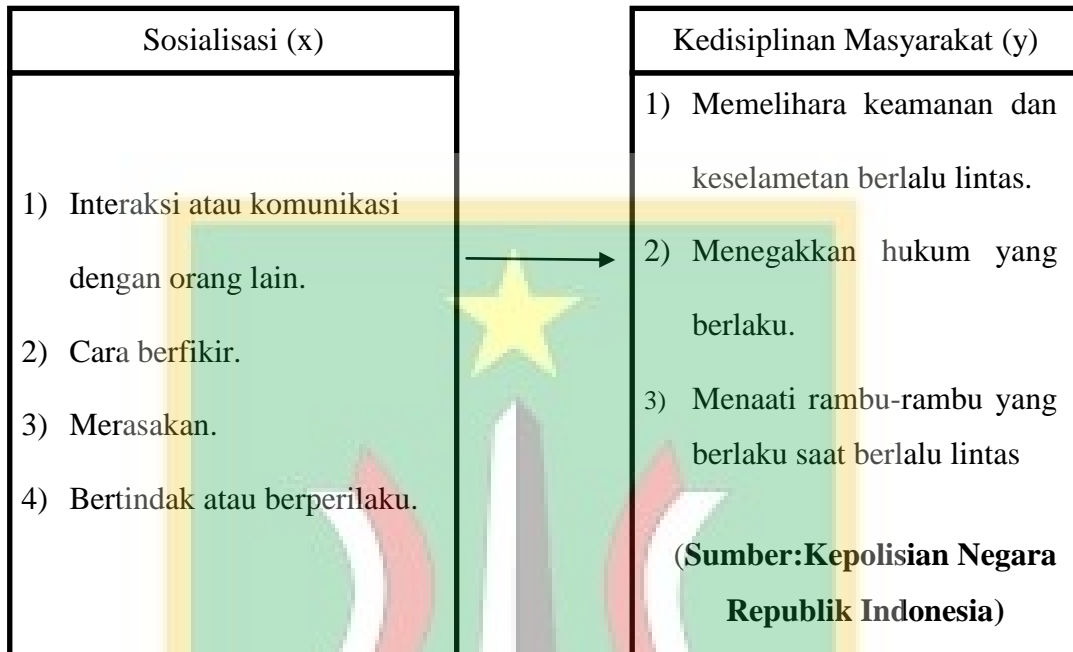 Sosialisasi (x)
1) Interaksi atau komunikasi
dengan orang lain.
2) Cara berfikir.
3) Merasakan.
4) Bertindak atau berperilaku.
Kedisiplinan Masyarakat (y)
1) Memelihara keamanan dan
keselametan berlalu lintas.
2) Menegakkan hukum yang
berlaku.
3) Menaati rambu-rambu yang
berlaku saat berlalu lintas
(Sumber:Kepolisian Negara
Republik Indonesia)